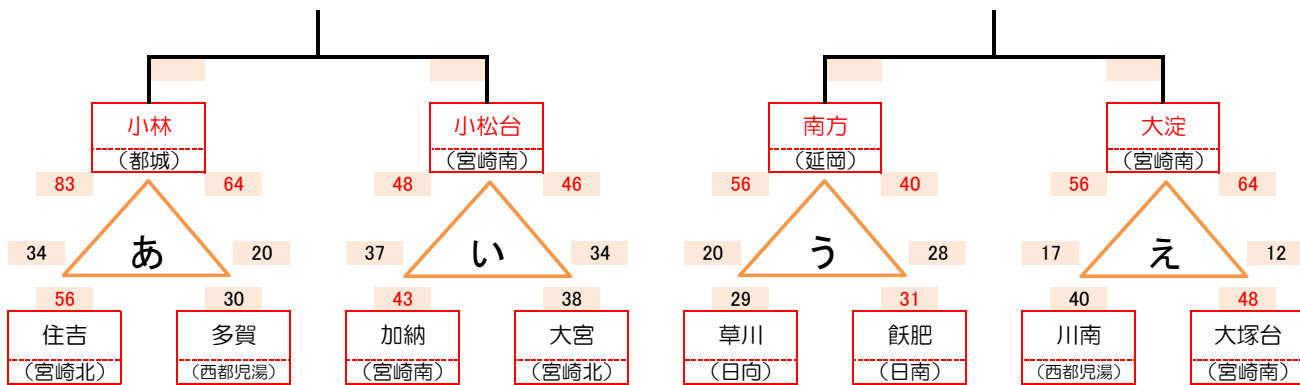 小林 小松台 南方 大淀
(都城) (宮崎南) (延岡) (宮崎南)
83 64 48 46 56 40 56 64
34 あ 20 37 い 34 20 う 28 17 え 12
56 30 43 38 29 31 40 48
住吉 多賀 加納 大宮 草川 飫肥 川南 大塚台
(宮崎北) (西都児湯) (宮崎南) (宮崎北) (日向) (日南) (西都児湯) (宮崎南)